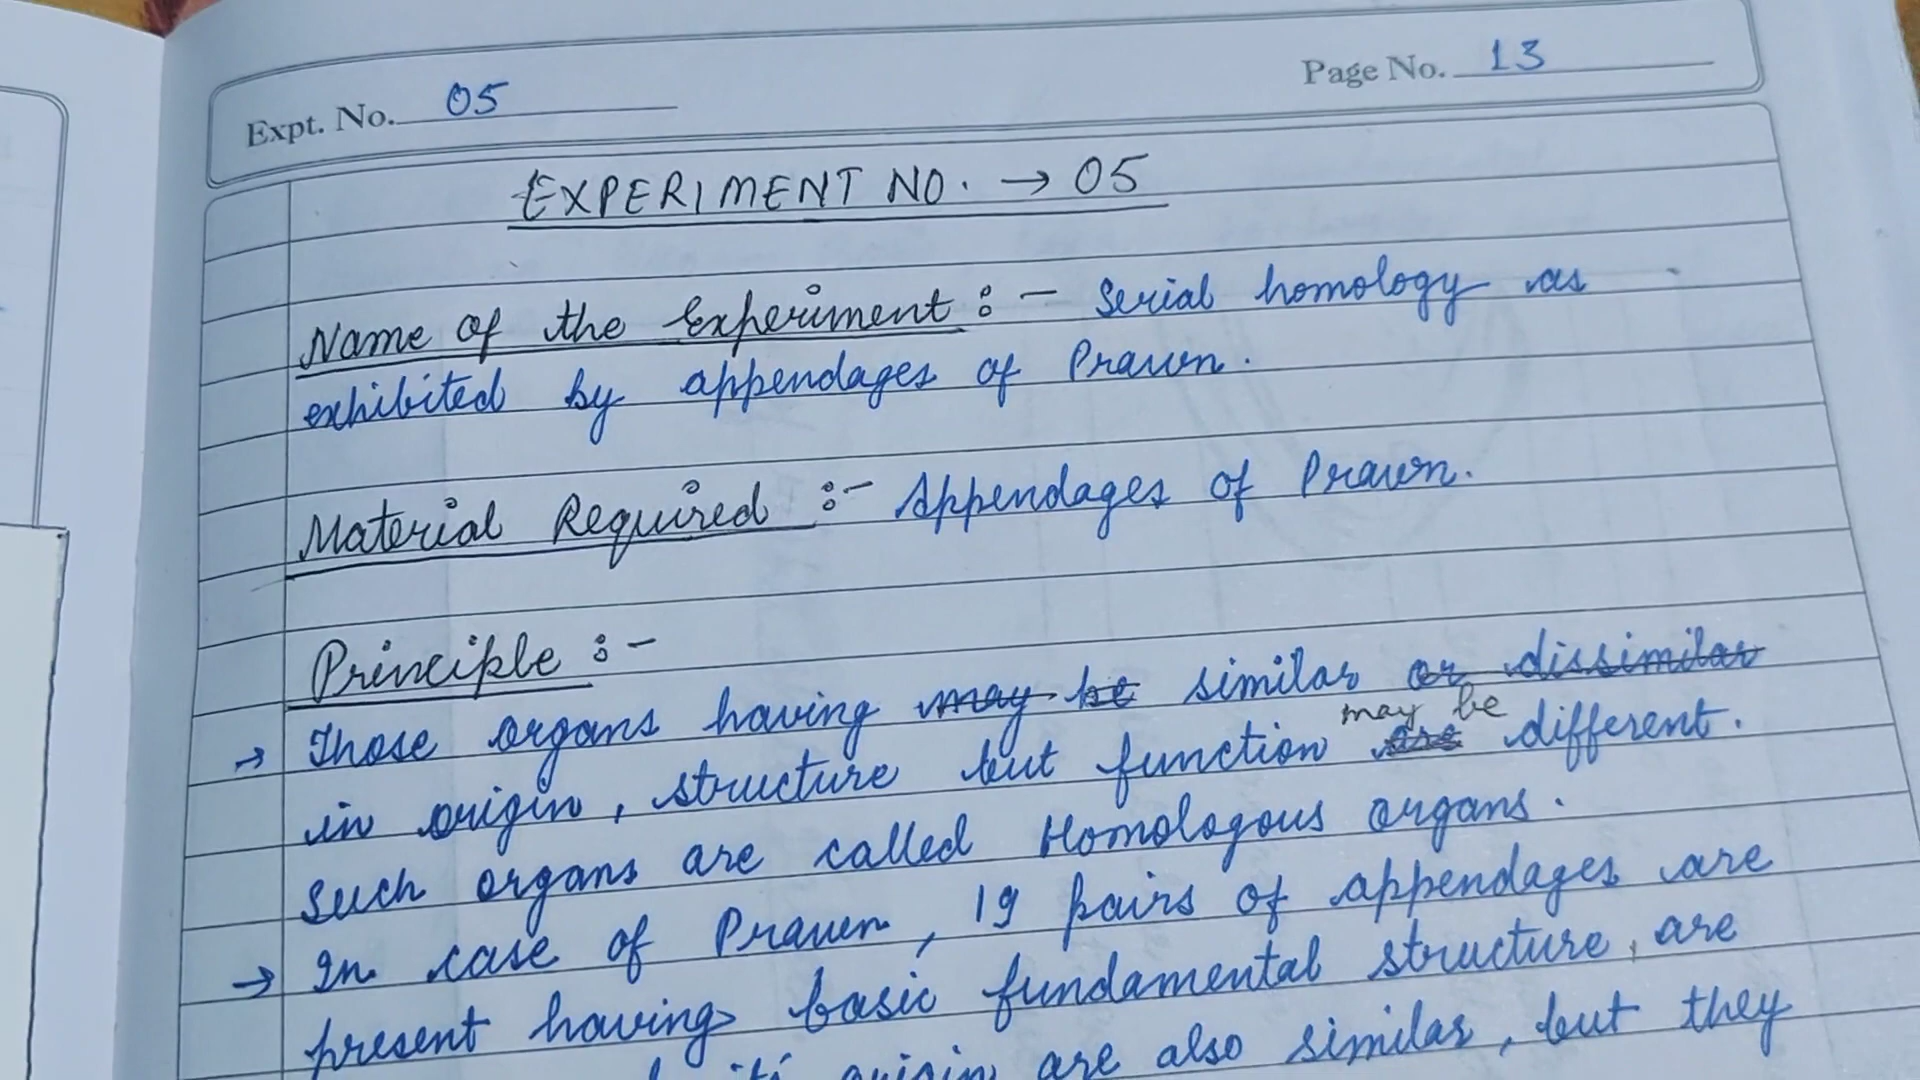 Expt. No. 05
Page No. 13
EXPERIMENT NO. → 05
Name of the Experiment :- Serial homology as
exhibited by appendages of Prawn.
Material Required :- Appendages of Prawn.
Principle :-
→ Those organs having may be similar or dissimilar
may be
in origin, structure but function are different.
Such organs are called Homologous organs.
→ In case of Prawn, 19 pairs of appendages are
present having basic fundamental structure, are
origin are also similar, but they